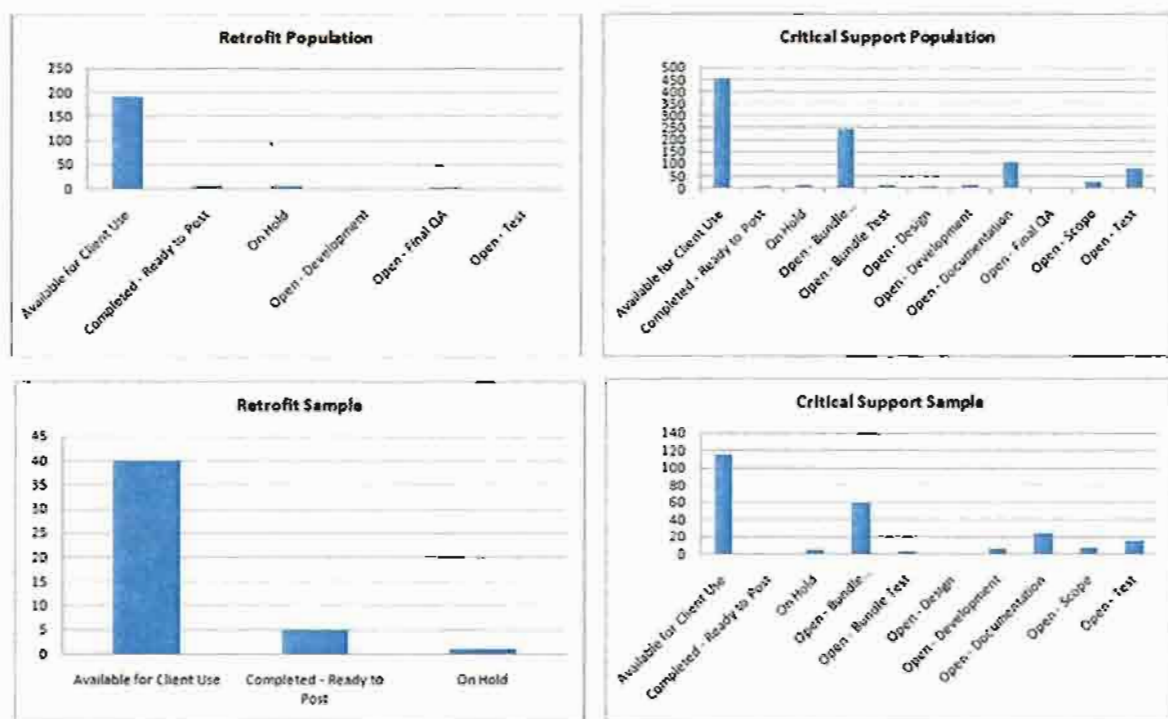 Retrofit Population
250
200
150
100
50
0
Available for Client Use
Completed - Ready to Post
On Hold
Open - Development
Open - Final QA
Open - Test
Critical Support Population
500
450
400
350
300
250
200
150
100
50
0
Available for Client Use
Completed - Ready to Post
On Hold
Open - Bundle...
Open - Bundle Test
Open - Design
Open - Development
Open - Documentation
Open - Final QA
Open - Scope
Open - Test
Retrofit Sample
45
40
35
30
25
20
15
10
5
0
Available for Client Use
Completed - Ready to
Post
On Hold
Critical Support Sample
140
120
100
80
60
40
20
0
Available for Client Use
Completed - Ready to Post
On Hold
Open - Bundle...
Open - Bundle Test
Open - Design
Open - Development
Open - Documentation
Open - Scope
Open - Test